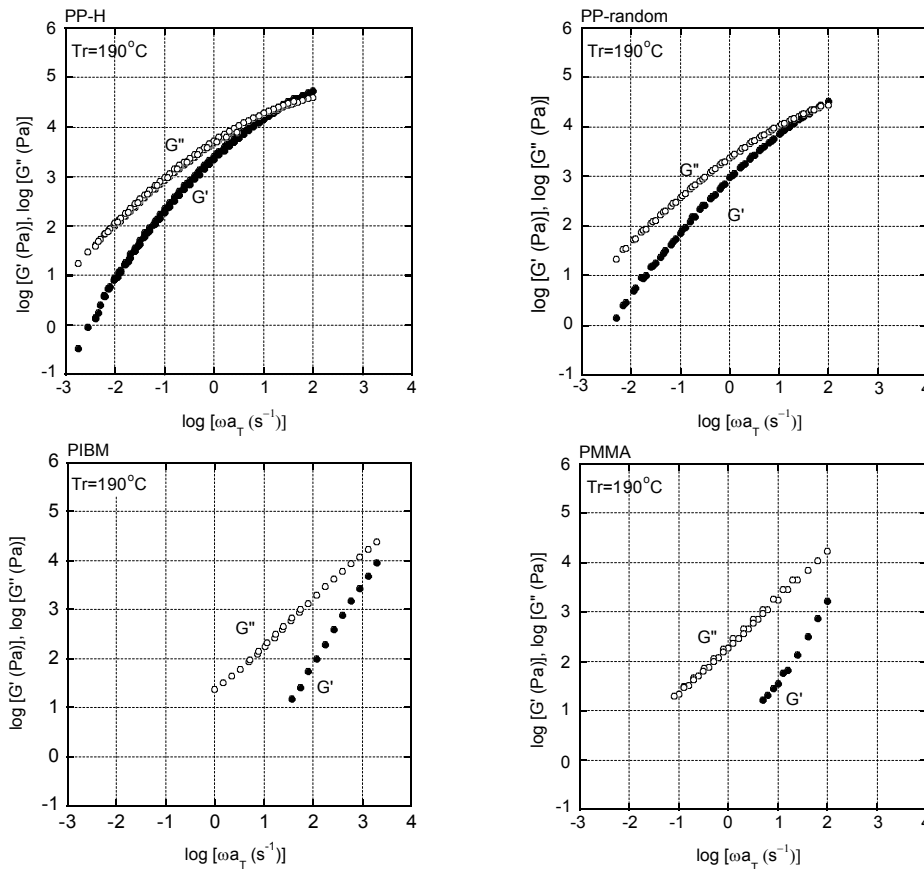 PP-H
Tr=190°C
G"
G'
6
5
4
3
2
1
0
-1
-3
-2
-1
0
1
2
3
4
log [G' (Pa)], log [G" (Pa)]
log [ωa_T (s⁻¹)]
PP-random
Tr=190°C
G"
G'
6
5
4
3
2
1
0
-1
-3
-2
-1
0
1
2
3
4
log [G' (Pa)], log [G" (Pa)]
log [ωa_T (s⁻¹)]
PIBM
Tr=190°C
G"
G'
6
5
4
3
2
1
0
-1
-3
-2
-1
0
1
2
3
4
log [G' (Pa)], log [G" (Pa)]
log [ωa_T (s⁻¹)]
PMMA
Tr=190°C
G"
G'
6
5
4
3
2
1
0
-1
-3
-2
-1
0
1
2
3
4
log [G' (Pa)], log [G" (Pa)]
log [ωa_T (s⁻¹)]